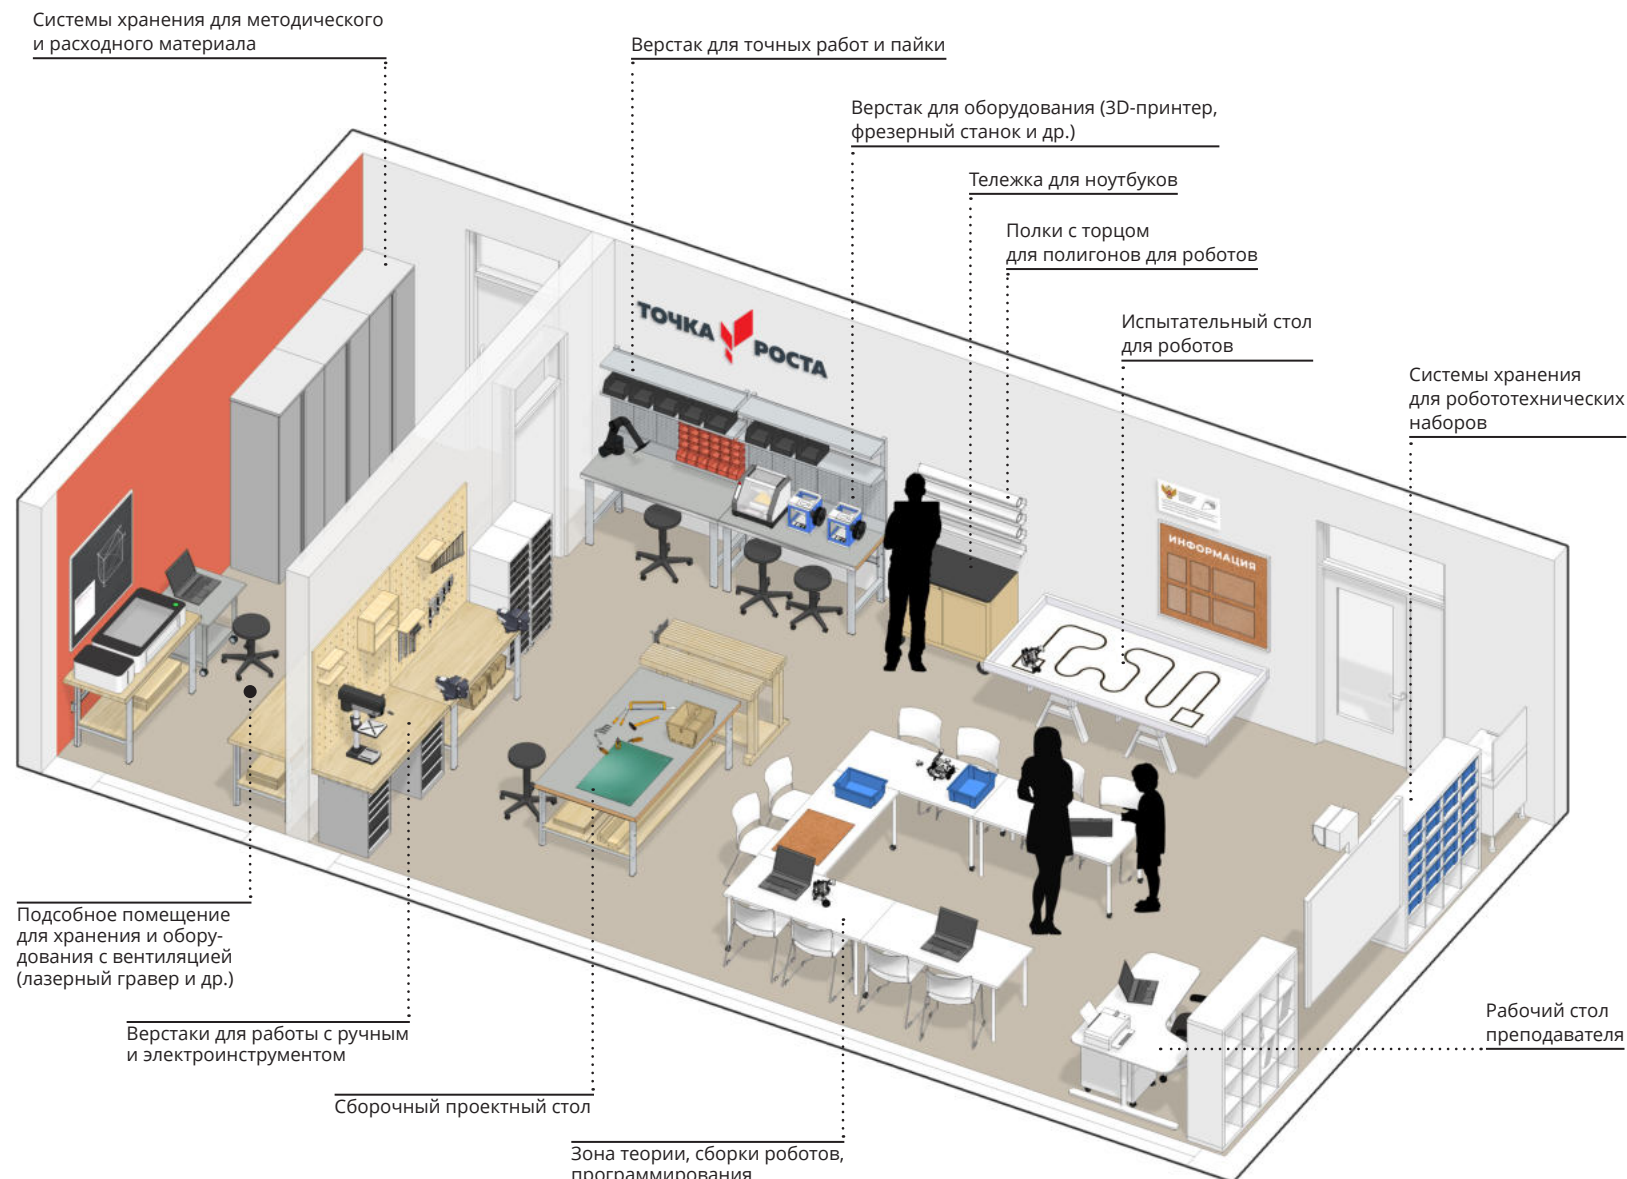 Системы хранения для методического
и расходного материала
Верстак для точных работ и пайки
Верстак для оборудования (3D-принтер,
фрезерный станок и др.)
Тележка для ноутбуков
Полки с торцом
для полигонов для роботов
Испытательный стол
для роботов
Системы хранения
для робототехнических
наборов
ТОЧКА
РОСТА
ИНФОРМАЦИЯ
Подсобное помещение
для хранения и обору-
дования с вентиляцией
(лазерный гравер и др.)
Верстаки для работы с ручным
и электроинструментом
Сборочный проектный стол
Зона теории, сборки роботов,
программирования
Рабочий стол
преподавателя